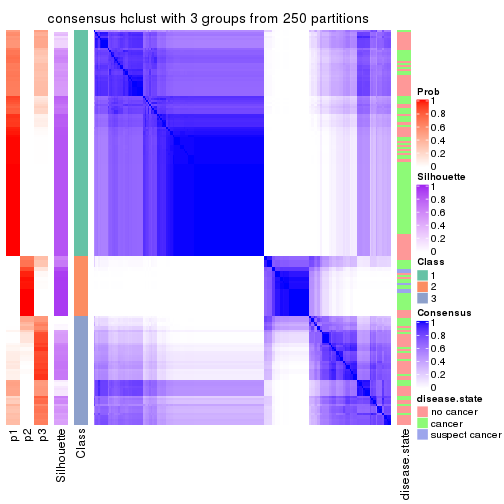 consensus hclust with 3 groups from 250 partitions
Prob
1
0.8
0.6
0.4
0.2
0
Silhouette
1
0.8
0.6
0.4
0.2
0
Class
1
2
3
Consensus
1
0.8
0.6
0.4
0.2
0
disease.state
no cancer
cancer
suspect cancer
p1
p2
p3
Silhouette
Class
disease.state